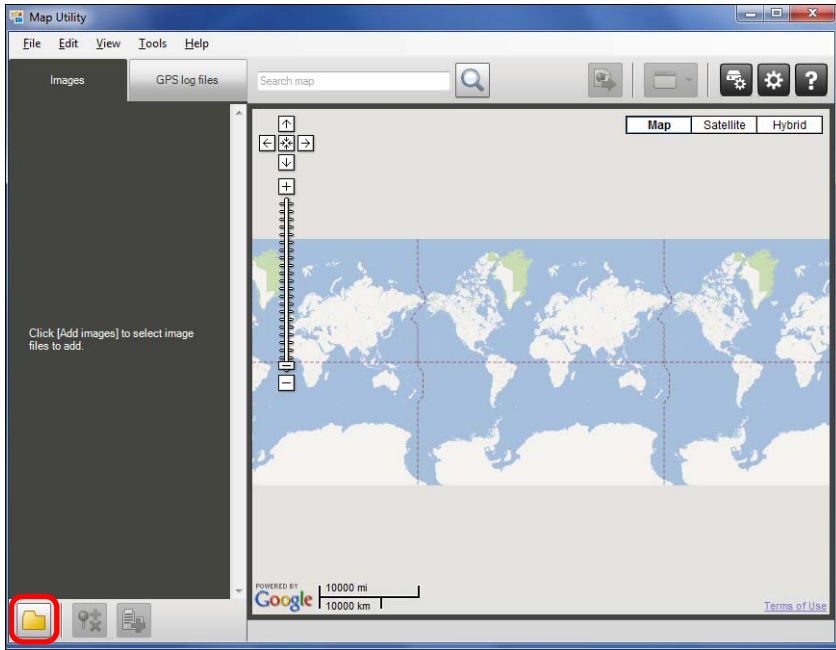 Map Utility
File Edit View Tools Help
Images GPS log files Search map
Map Satellite Hybrid
Click [Add images] to select image
files to add.
POWERED BY
Google
10000 mi
10000 km
Terms of Use